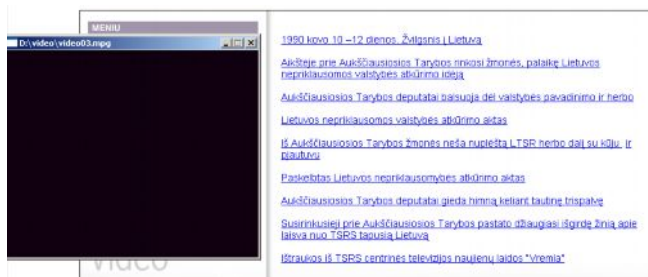 MENIU
D:\video\video03.mpg
1990 kovo 10 –12 dienos. Žvilgsnis į Lietuvą
Aikštėje prie Aukščiausiosios Tarybos rinkosi žmonės, palaikę Lietuvos
nepriklausomos valstybės atkūrimo idėją
Aukščiausiosios Tarybos deputatai balsuoja dėl valstybės pavadinimo ir herbo
Lietuvos nepriklausomos valstybės atkūrimo aktas
Iš Aukščiausiosios Tarybos žmonės neša nuplėštą LTSR herbo dalį su kūju ir
pjautuvu
Paskelbtas Lietuvos nepriklausomybės atkūrimo aktas
Aukščiausiosios Tarybos deputatai gieda himną keliant tautinę trispalvę
Susirinkusieji prie Aukščiausiosios Tarybos pastato džiaugiasi išgirdę žinią apie
laisvą nuo TSRS tapusią Lietuvą
Ištraukos iš TSRS centrinės televizijos naujienų laidos "Vremia"
Video